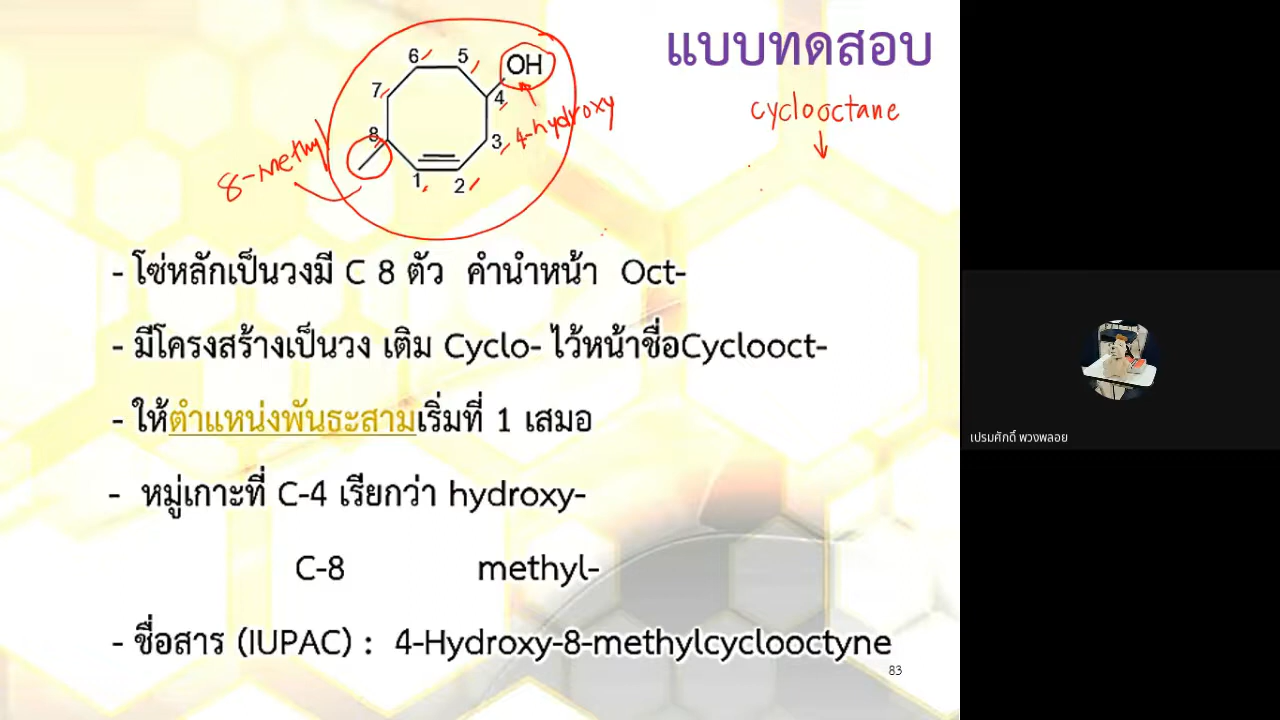 แบบทดสอบ
6 5 OH
7 4
8 3
1 2
8-methyl
4-hydroxy
cyclooctane
- โซ่หลักเป็นวงมี C 8 ตัว คำนำหน้า Oct-
- มีโครงสร้างเป็นวง เติม Cyclo- ไว้หน้าชื่อCyclooct-
- ให้ตำแหน่งพันธะสามเริ่มที่ 1 เสมอ
- หมู่เกาะที่ C-4 เรียกว่า hydroxy-
C-8 methyl-
- ชื่อสาร (IUPAC) : 4-Hydroxy-8-methylcyclooctyne
83
เปรมศักดิ์ พวงพลอย